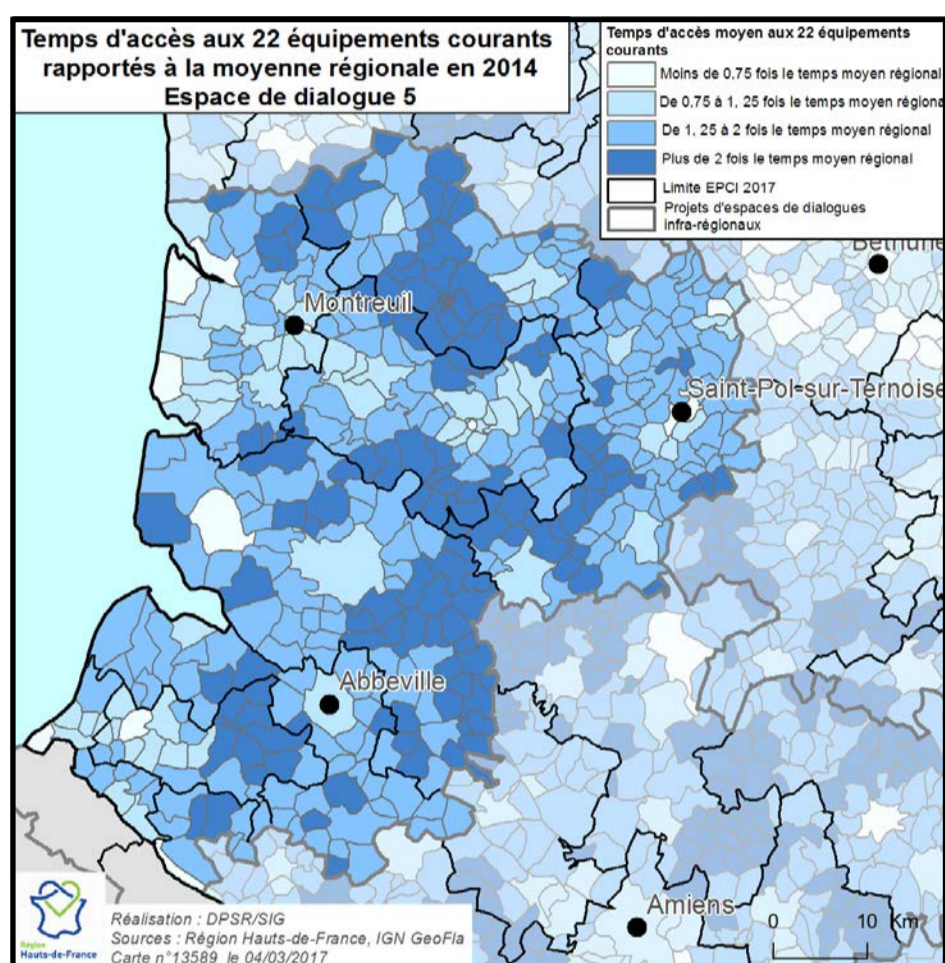 Temps d'accès aux 22 équipements courants
rapportés à la moyenne régionale en 2014
Espace de dialogue 5
Temps d'accès moyen aux 22 équipements
courants
Moins de 0,75 fois le temps moyen régional
De 0,75 à 1, 25 fois le temps moyen régiona
De 1, 25 à 2 fois le temps moyen régional
Plus de 2 fois le temps moyen régional
Limite EPCI 2017
Projets d'espaces de dialogues
infra-régionaux
Béthune
Montreuil
Saint-Pol-sur-Ternoise
Abbeville
Amiens
0 10 Km
Région
Hauts-de-France
Réalisation : DPSR/SIG
Sources : Région Hauts-de-France, IGN GeoFla
Carte n°13589 le 04/03/2017